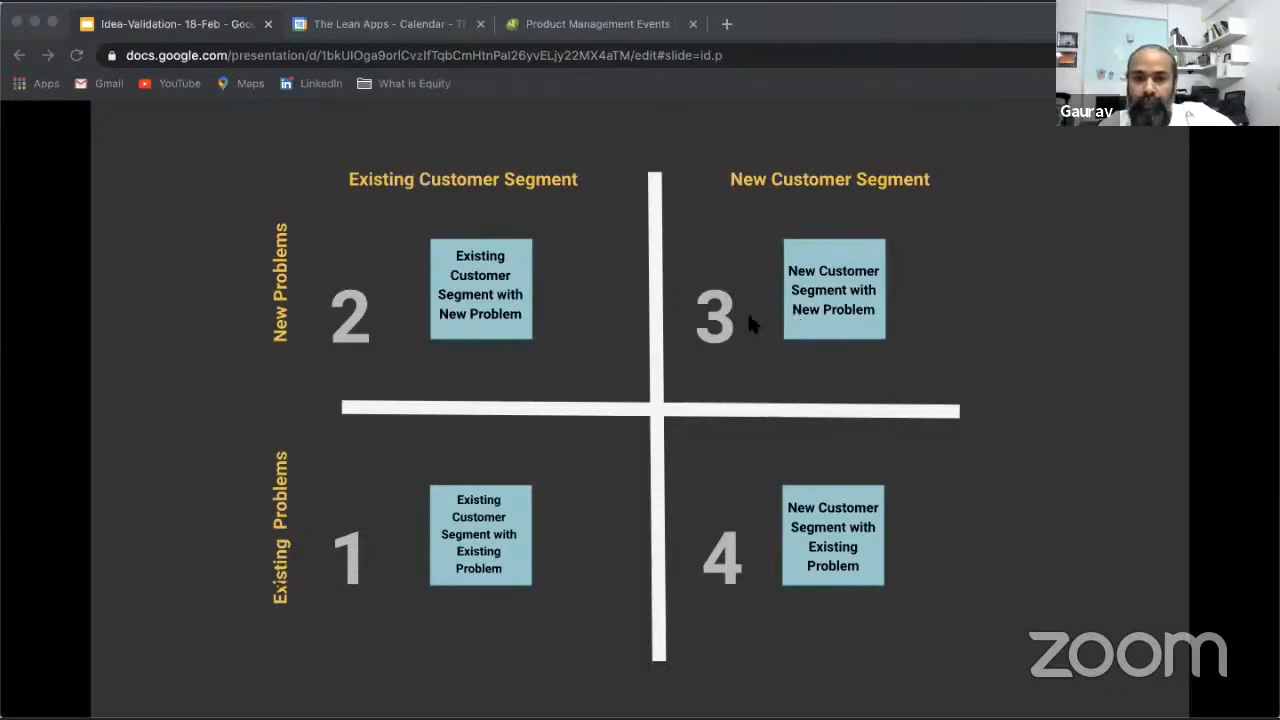 Idea-Validation- 18-Feb - Goo
The Lean Apps - Calendar - T
Product Management Events
docs.google.com/presentation/d/1bkUIOga9orlCvzIfTqbCmHtnPaI26yvELjy22MX4aTM/edit#slide=id.p
Apps
Gmail
YouTube
Maps
LinkedIn
What is Equity
Gaurav
Existing Customer Segment
New Customer Segment
New Problems
2
Existing
Customer
Segment with
New Problem
3
New Customer
Segment with
New Problem
Existing Problems
1
Existing
Customer
Segment with
Existing
Problem
4
New Customer
Segment with
Existing
Problem
zoom